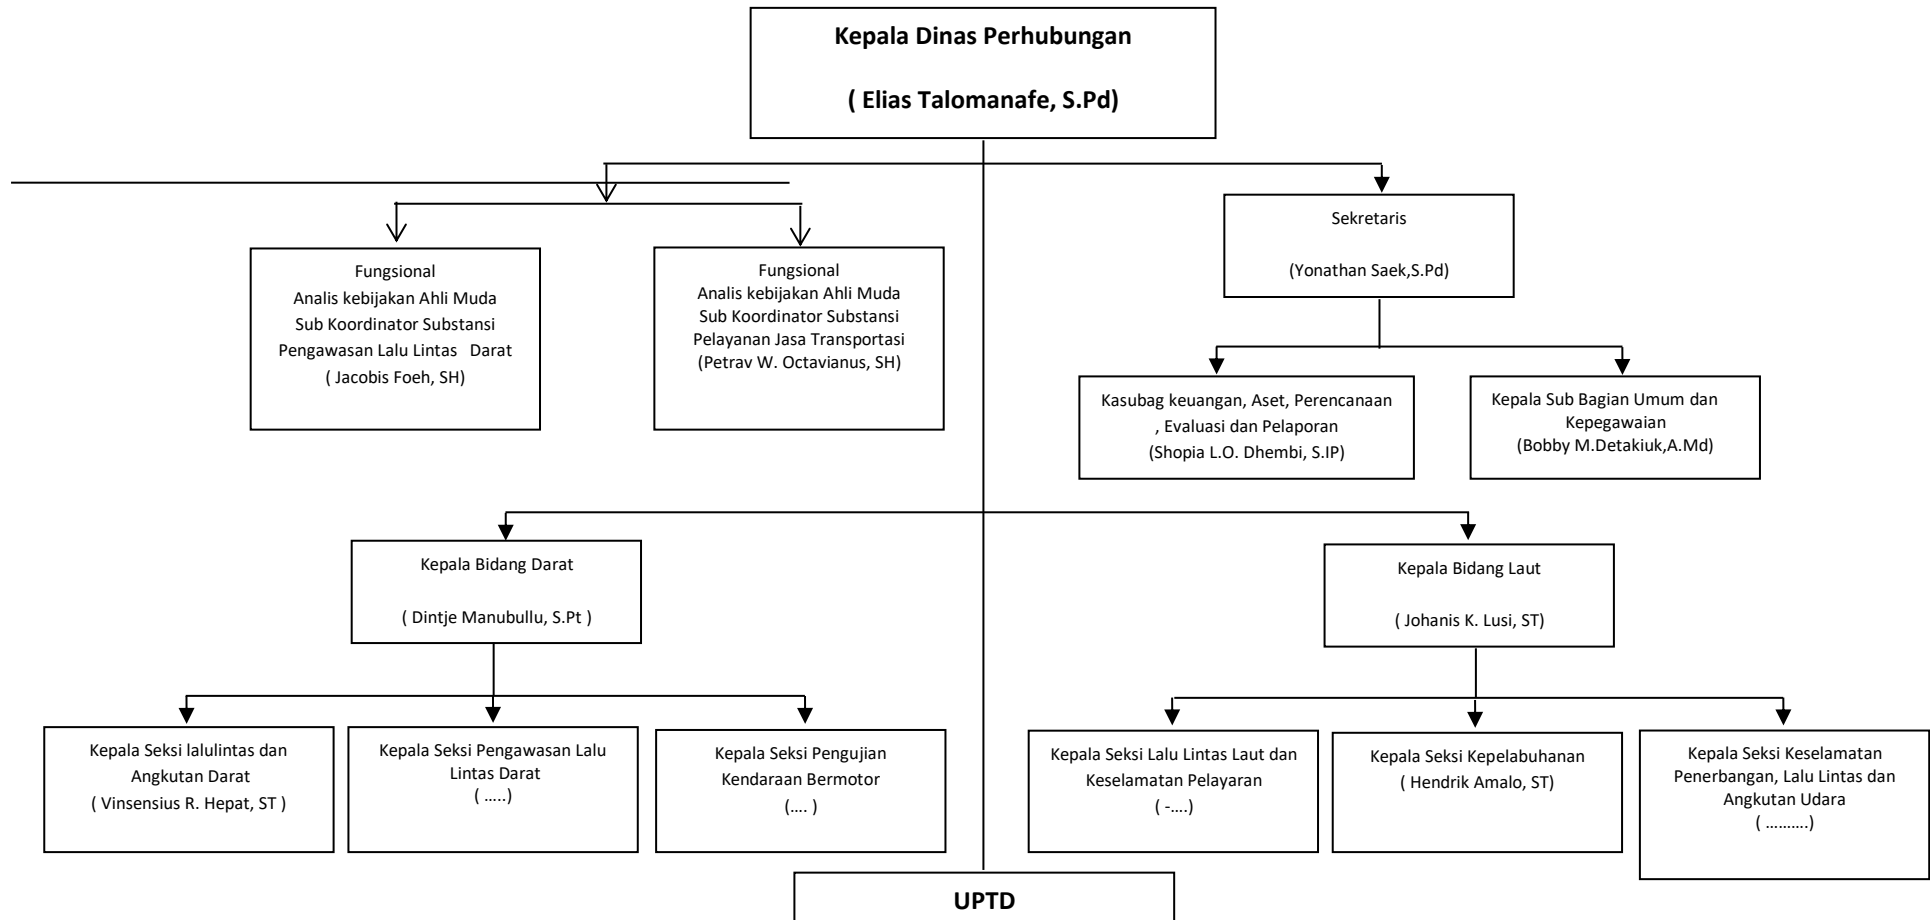 Kepala Dinas Perhubungan
( Elias Talomanafe, S.Pd)
Fungsional
Analis kebijakan Ahli Muda
Sub Koordinator Substansi
Pengawasan Lalu Lintas Darat
( Jacobis Foeh, SH)
Fungsional
Analis kebijakan Ahli Muda
Sub Koordinator Substansi
Pelayanan Jasa Transportasi
(Petrav W. Octavianus, SH)
Sekretaris
(Yonathan Saek,S.Pd)
Kasubag keuangan, Aset, Perencanaan
, Evaluasi dan Pelaporan
(Shopia L.O. Dhembi, S.IP)
Kepala Sub Bagian Umum dan
Kepegawaian
(Bobby M.Detakiuk,A.Md)
Kepala Bidang Darat
( Dintje Manubullu, S.Pt )
Kepala Bidang Laut
( Johanis K. Lusi, ST)
Kepala Seksi lalulintas dan
Angkutan Darat
( Vinsensius R. Hepat, ST )
Kepala Seksi Pengawasan Lalu
Lintas Darat
( …..)
Kepala Seksi Pengujian
Kendaraan Bermotor
(…. )
Kepala Seksi Lalu Lintas Laut dan
Keselamatan Pelayaran
( -….)
Kepala Seksi Kepelabuhanan
( Hendrik Amalo, ST)
Kepala Seksi Keselamatan
Penerbangan, Lalu Lintas dan
Angkutan Udara
( ……….)
UPTD